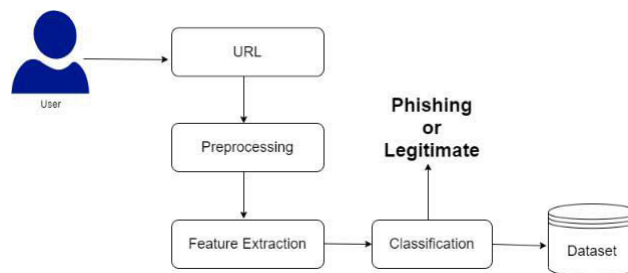 URL
User
Phishing
or
Legitimate
Preprocessing
Feature Extraction
Classification
Dataset